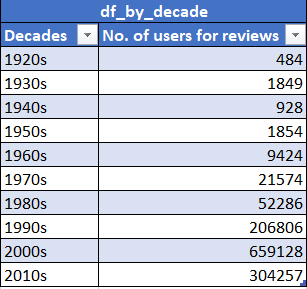 df_by_decade
Decades No. of users for reviews
1920s 484
1930s 1849
1940s 928
1950s 1854
1960s 9424
1970s 21574
1980s 52286
1990s 206806
2000s 659128
2010s 304257